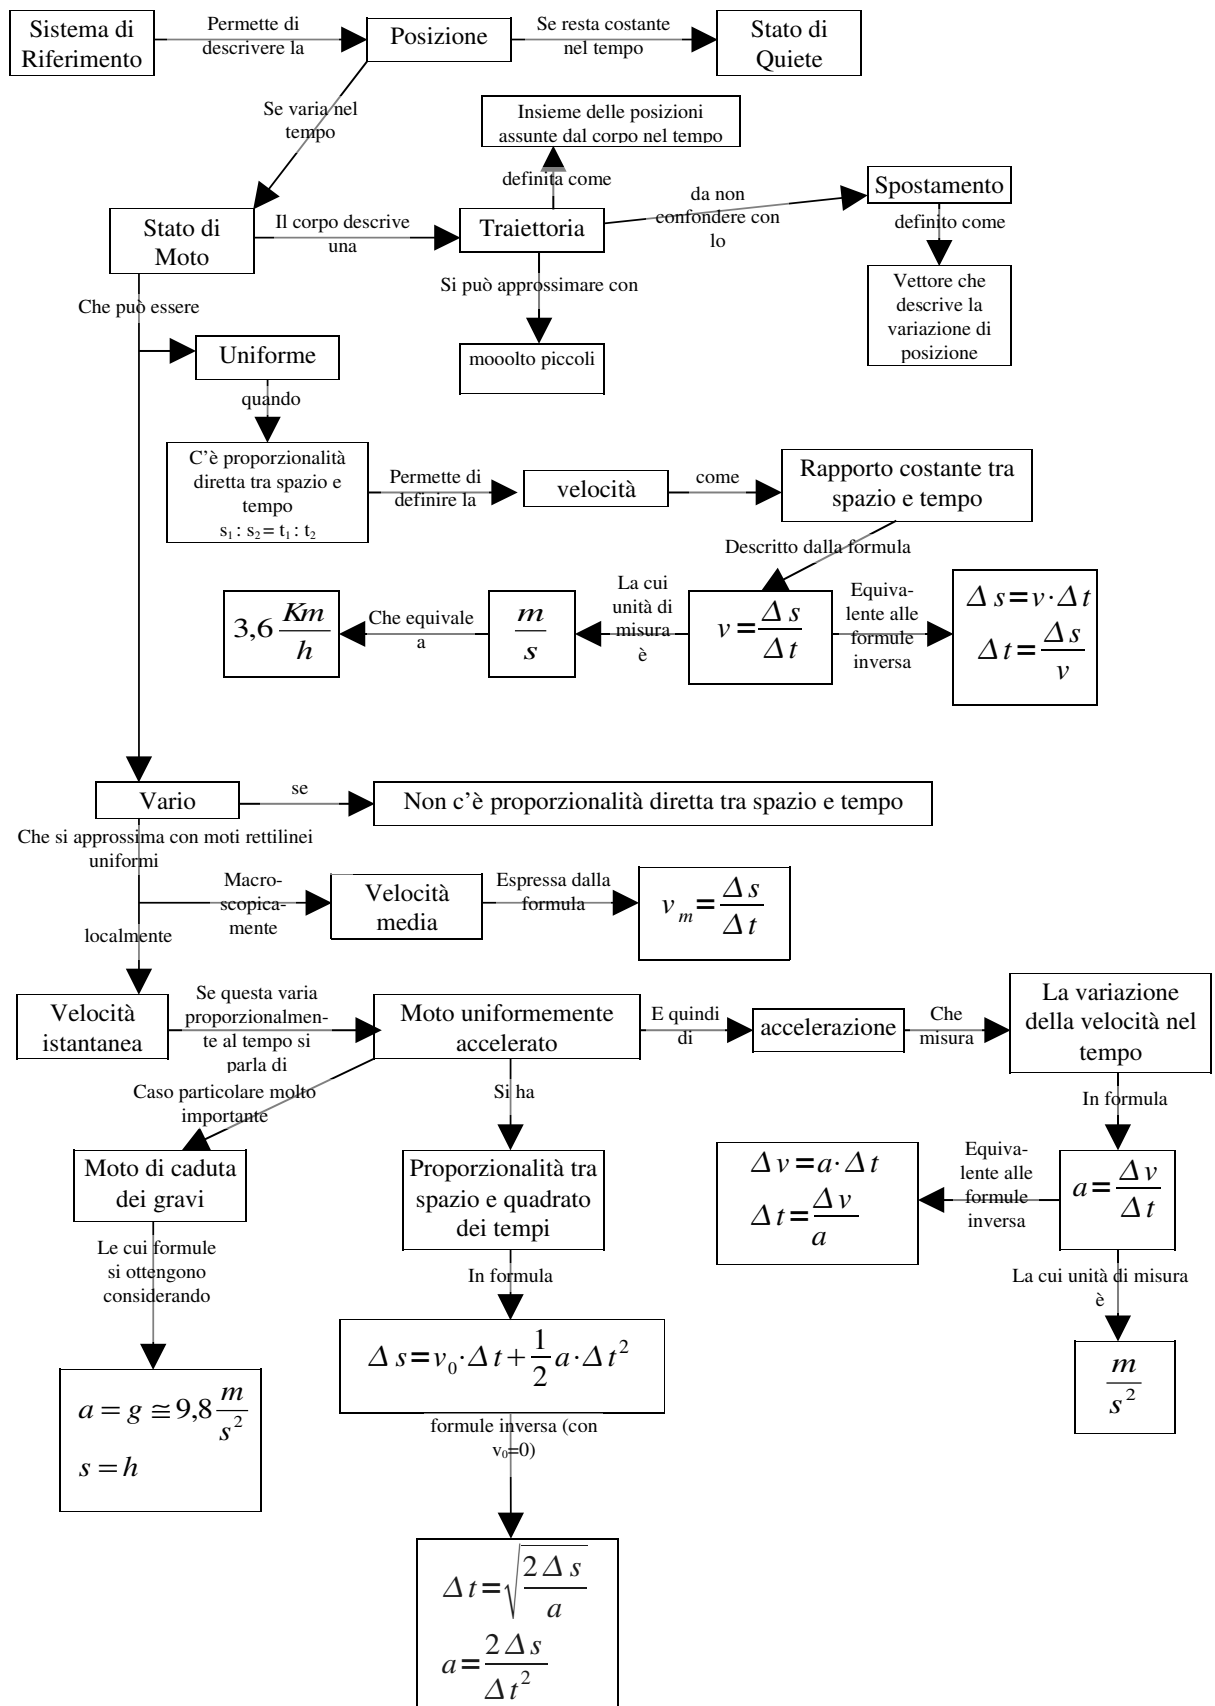 Sistema di
Riferimento
Permette di
descrivere la
Posizione
Se resta costante
nel tempo
Stato di
Quiete
Se varia nel
tempo
Insieme delle posizioni
assunte dal corpo nel tempo
definita come
Stato di
Moto
Il corpo descrive
una
Traiettoria
da non
confondere con
lo
Spostamento
definito come
Vettore che
descrive la
variazione di
posizione
Si può approssimare con
mooolto piccoli
Che può essere
Uniforme
quando
C'è proporzionalità
diretta tra spazio e
tempo
s₁ : s₂ = t₁ : t₂
Permette di
definire la
velocità
come
Rapporto costante tra
spazio e tempo
Descritto dalla formula
v = Δs/Δt
Equiva-
lente alle
formule
inversa
Δs = v·Δt
Δt = Δs/v
La cui
unità di
misura
è
m/s
Che equivale
a
3,6 Km/h
Vario
se
Non c'è proporzionalità diretta tra spazio e tempo
Che si approssima con moti rettilinei
uniformi
Macro-
scopica-
mente
Velocità
media
Espressa dalla
formula
v_m = Δs/Δt
localmente
Velocità
istantanea
Se questa varia
proporzionalmen-
te al tempo si
parla di
Moto uniformemente
accelerato
E quindi
di
accelerazione
Che
misura
La variazione
della velocità nel
tempo
In formula
a = Δv/Δt
Equiva-
lente alle
formule
inversa
Δv = a·Δt
Δt = Δv/a
La cui unità di misura
è
m/s²
Caso particolare molto
importante
Moto di caduta
dei gravi
Le cui formule
si ottengono
considerando
a = g ≅ 9,8 m/s²
s = h
Si ha
Proporzionalità tra
spazio e quadrato
dei tempi
In formula
Δs = v₀·Δt + 1/2 a·Δt²
formule inversa (con
v₀=0)
Δt = √(2Δs/a)
a = 2Δs/Δt²